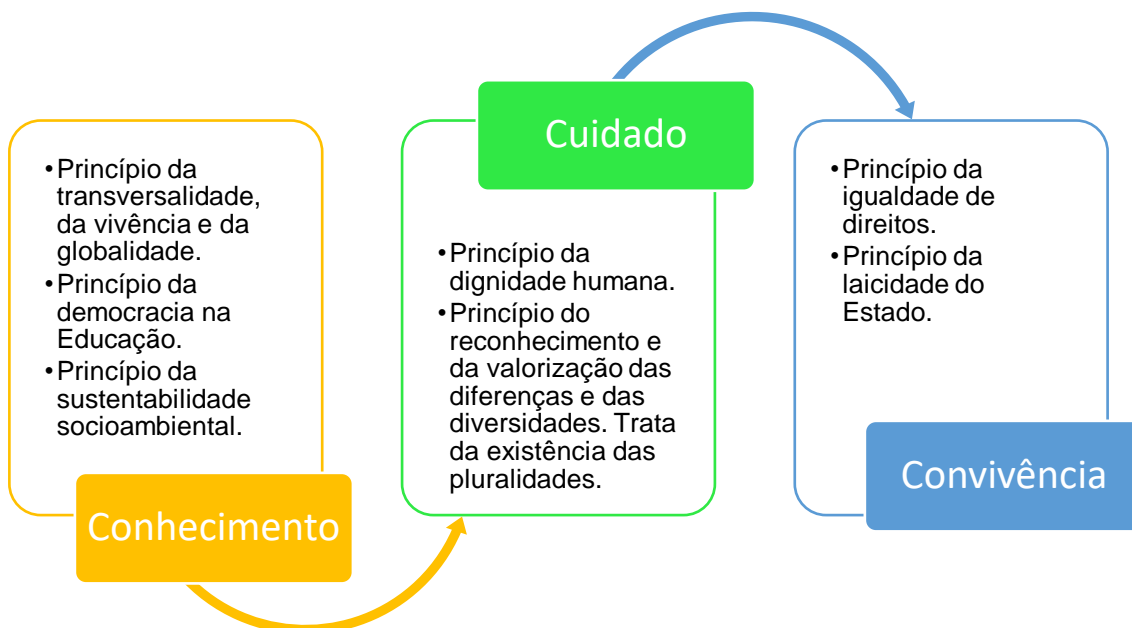 •Princípio da
transversalidade,
da vivência e da
globalidade.
•Princípio da
democracia na
Educação.
•Princípio da
sustentabilidade
socioambiental.
Conhecimento
Cuidado
•Princípio da
dignidade humana.
•Princípio do
reconhecimento e
da valorização das
diferenças e das
diversidades. Trata
da existência das
pluralidades.
•Princípio da
igualdade de
direitos.
•Princípio da
laicidade do
Estado.
Convivência